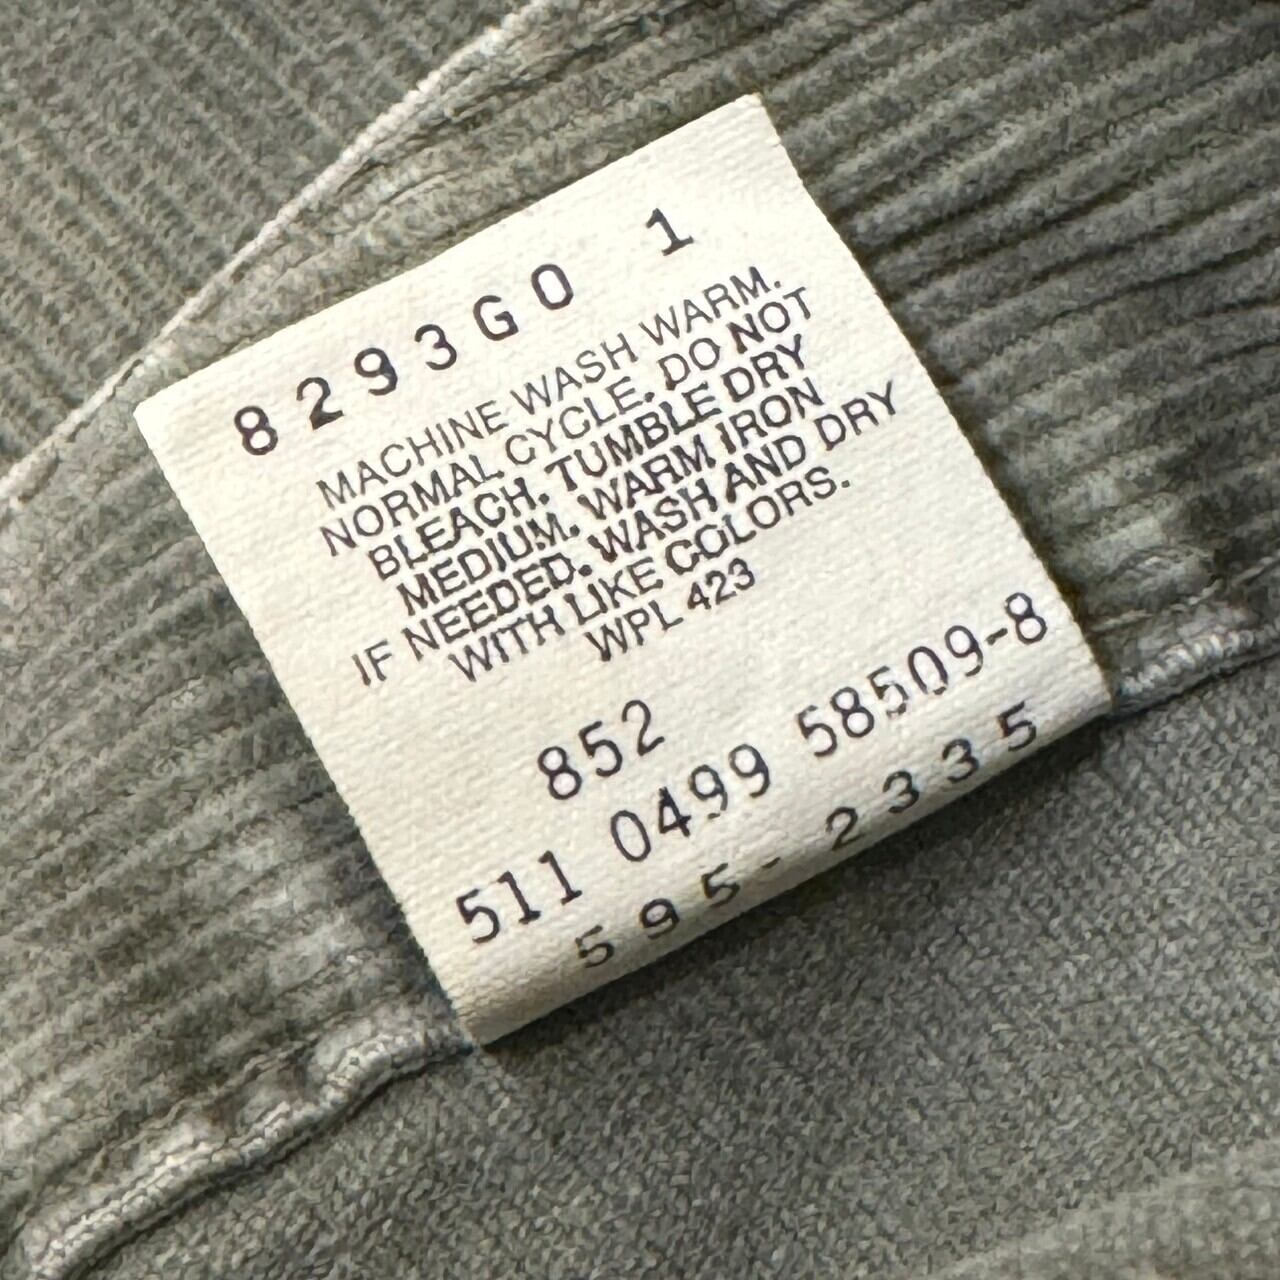 8293GO 1
MACHINE WASH WARM.
NORMAL CYCLE. DO NOT
BLEACH. TUMBLE DRY
MEDIUM. WARM IRON
IF NEEDED. WASH AND DRY
WITH LIKE COLORS.
WPL 423
852
511 0499 58509-8
595-2335